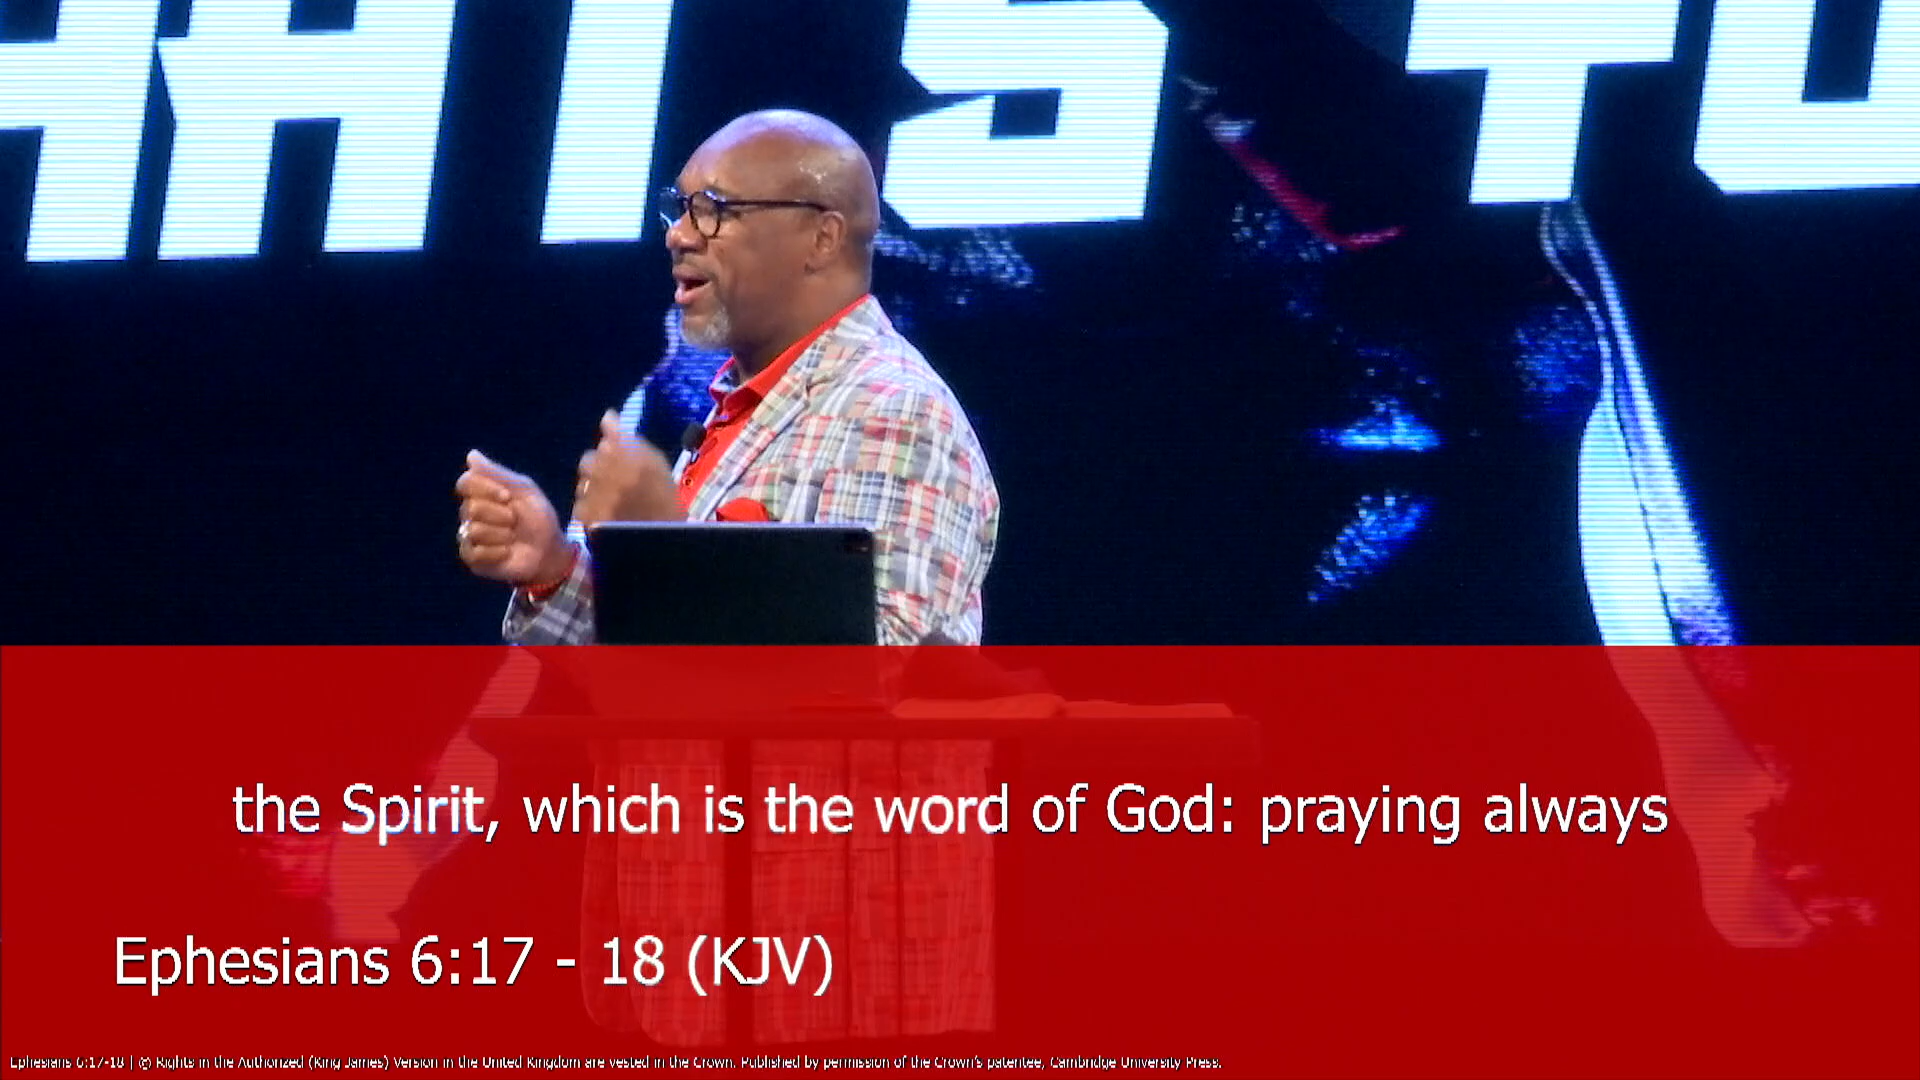 HAT'S YO
the Spirit, which is the word of God: praying always
Ephesians 6:17 - 18 (KJV)
Ephesians 6:17-18 | © Rights in the Authorized (King James) Version in the United Kingdom are vested in the Crown. Published by permission of the Crown's patentee, Cambridge University Press.